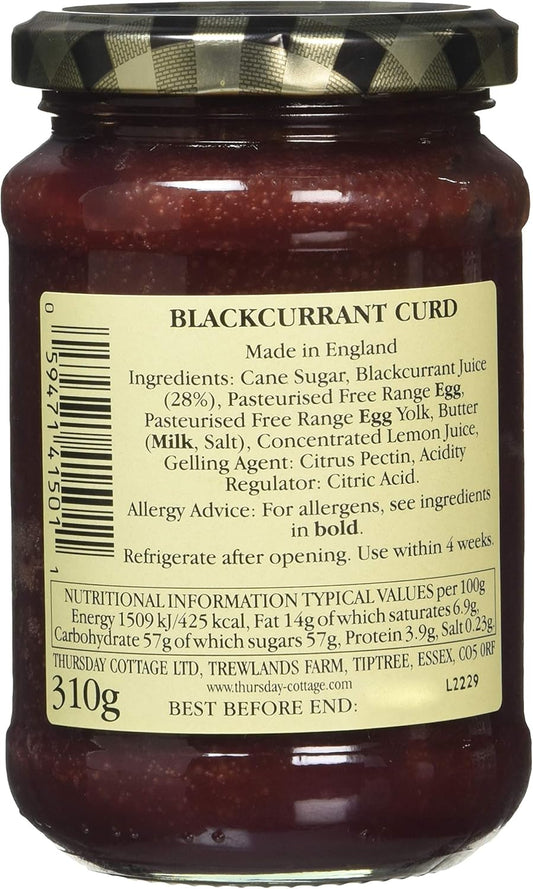 BLACKCURRANT CURD
Made in England
Ingredients: Cane Sugar, Blackcurrant Juice
(28%), Pasteurised Free Range Egg,
Pasteurised Free Range Egg Yolk, Butter
(Milk, Salt), Concentrated Lemon Juice,
Gelling Agent: Citrus Pectin, Acidity
Regulator: Citric Acid.
Allergy Advice: For allergens, see ingredients
in bold.
Refrigerate after opening. Use within 4 weeks.
0 59471 41501 1
NUTRITIONAL INFORMATION TYPICAL VALUES per 100g
Energy 1509 kJ/425 kcal, Fat 14g of which saturates 6.9g,
Carbohydrate 57g of which sugars 57g, Protein 3.9g, Salt 0.23g
THURSDAY COTTAGE LTD, TREWLANDS FARM, TIPTREE, ESSEX, CO5 0RF
www.thursday-cottage.com
L2229
310g
BEST BEFORE END: